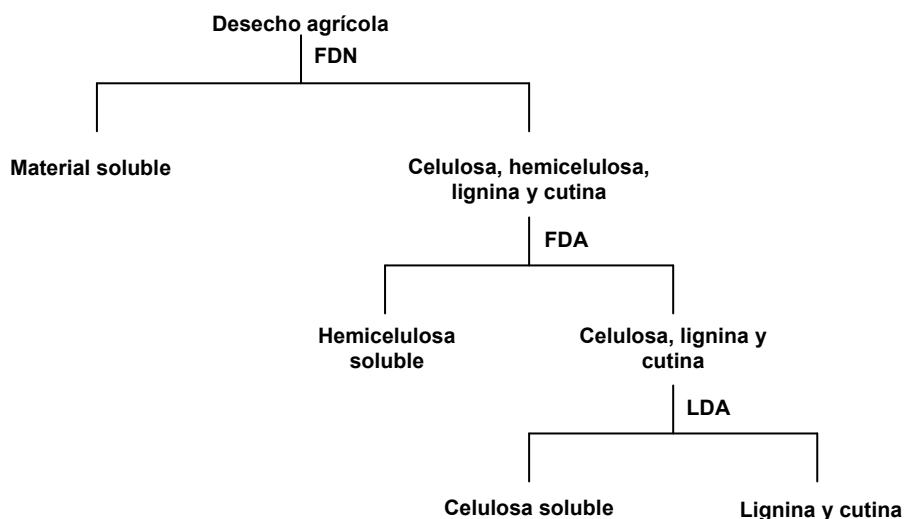 Desecho agrícola
FDN
Material soluble
Celulosa, hemicelulosa,
lignina y cutina
FDA
Hemicelulosa
soluble
Celulosa, lignina y
cutina
LDA
Celulosa soluble
Lignina y cutina